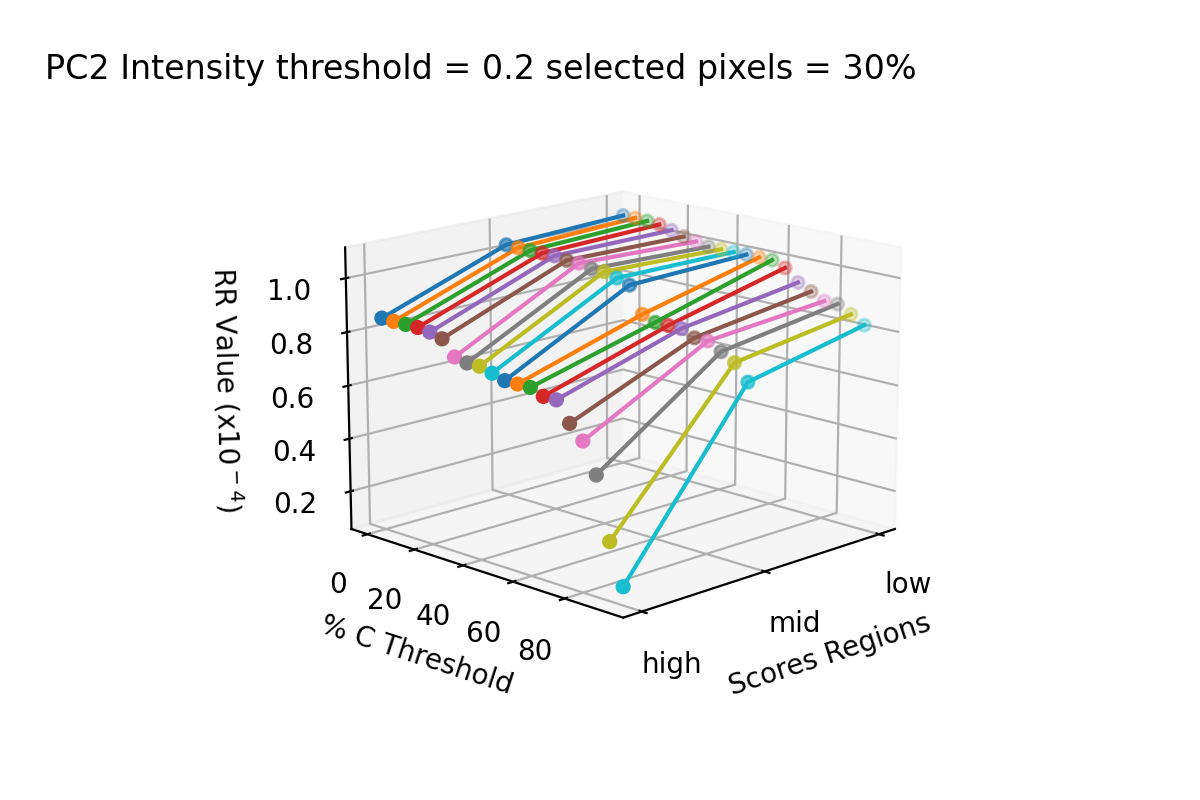 PC2 Intensity threshold = 0.2 selected pixels = 30%
RR Value (x10⁻⁴)
1.0
0.8
0.6
0.4
0.2
0
20
40
60
80
% C Threshold
high
mid
low
Scores Regions